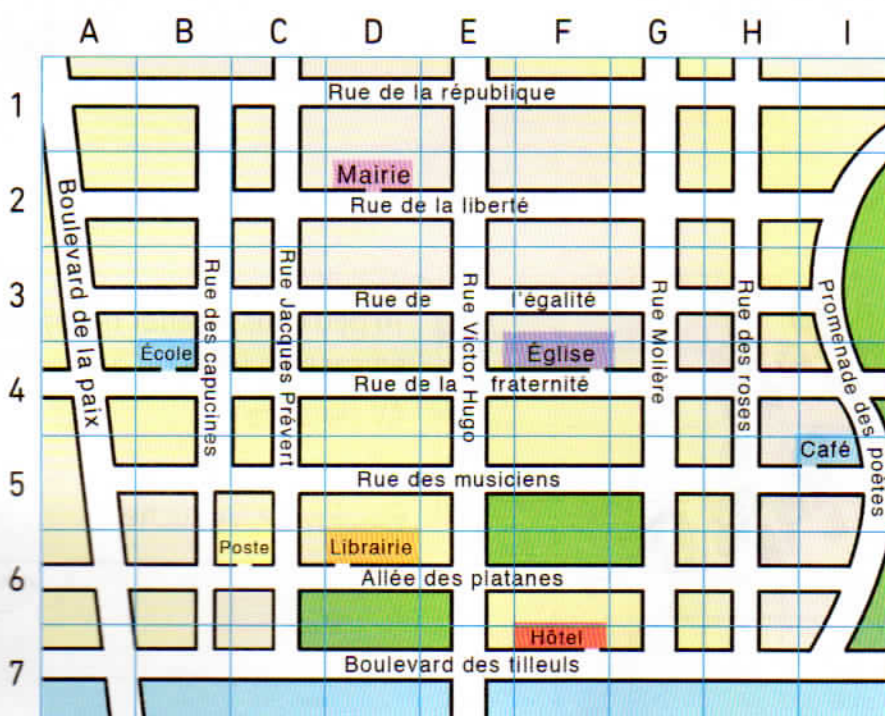 A B C D E F G H I
1
Rue de la république
2
Mairie
Rue de la liberté
Boulevard de la paix
Rue des capucines
Rue Jacques Prévert
3
Rue de l'égalité
Rue Victor Hugo
Rue Molière
Rue des roses
Promenade des poètes
École
Église
4
Rue de la fraternité
Café
5
Rue des musiciens
Poste
Librairie
6
Allée des platanes
Hôtel
7
Boulevard des tilleuls